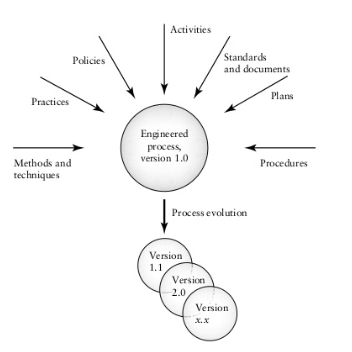 Activities
Policies
Standards
and documents
Practices
Plans
Engineered
process,
version 1.0
Methods and
techniques
Procedures
Process evolution
Version
1.1
Version
2.0
Version
x.x